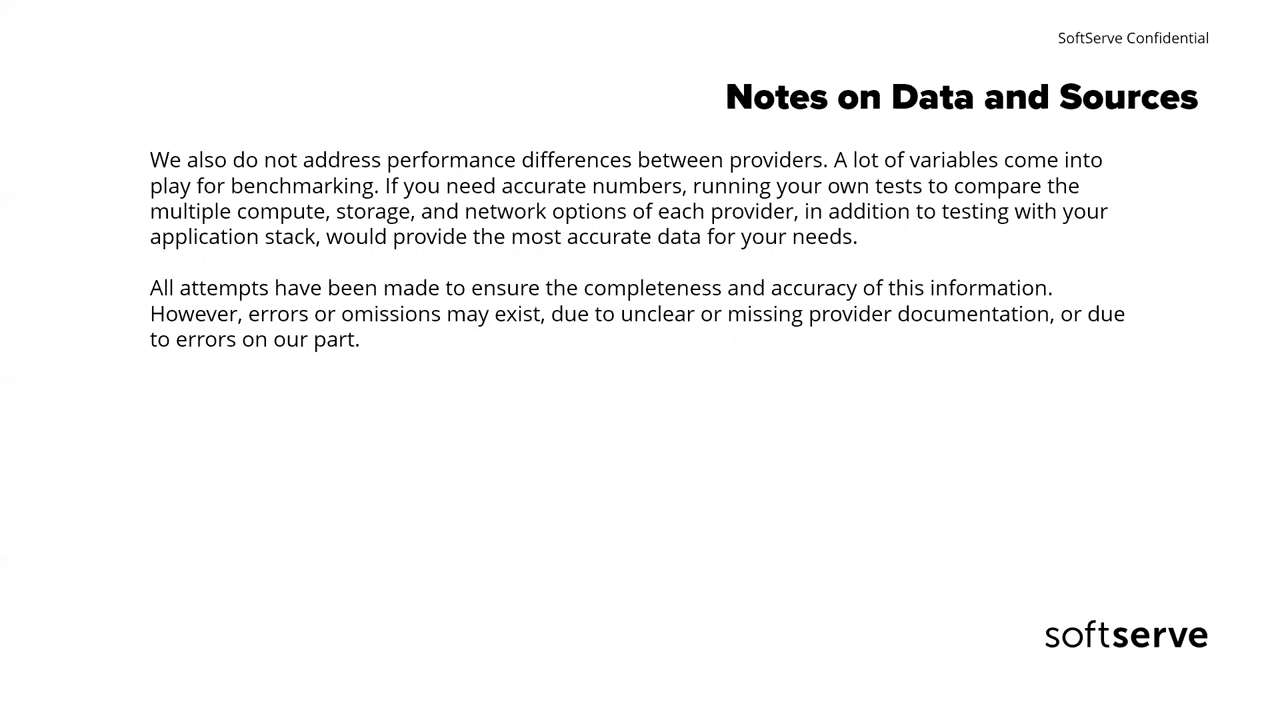 SoftServe Confidential
Notes on Data and Sources
We also do not address performance differences between providers. A lot of variables come into
play for benchmarking. If you need accurate numbers, running your own tests to compare the
multiple compute, storage, and network options of each provider, in addition to testing with your
application stack, would provide the most accurate data for your needs.
All attempts have been made to ensure the completeness and accuracy of this information.
However, errors or omissions may exist, due to unclear or missing provider documentation, or due
to errors on our part.
softserve